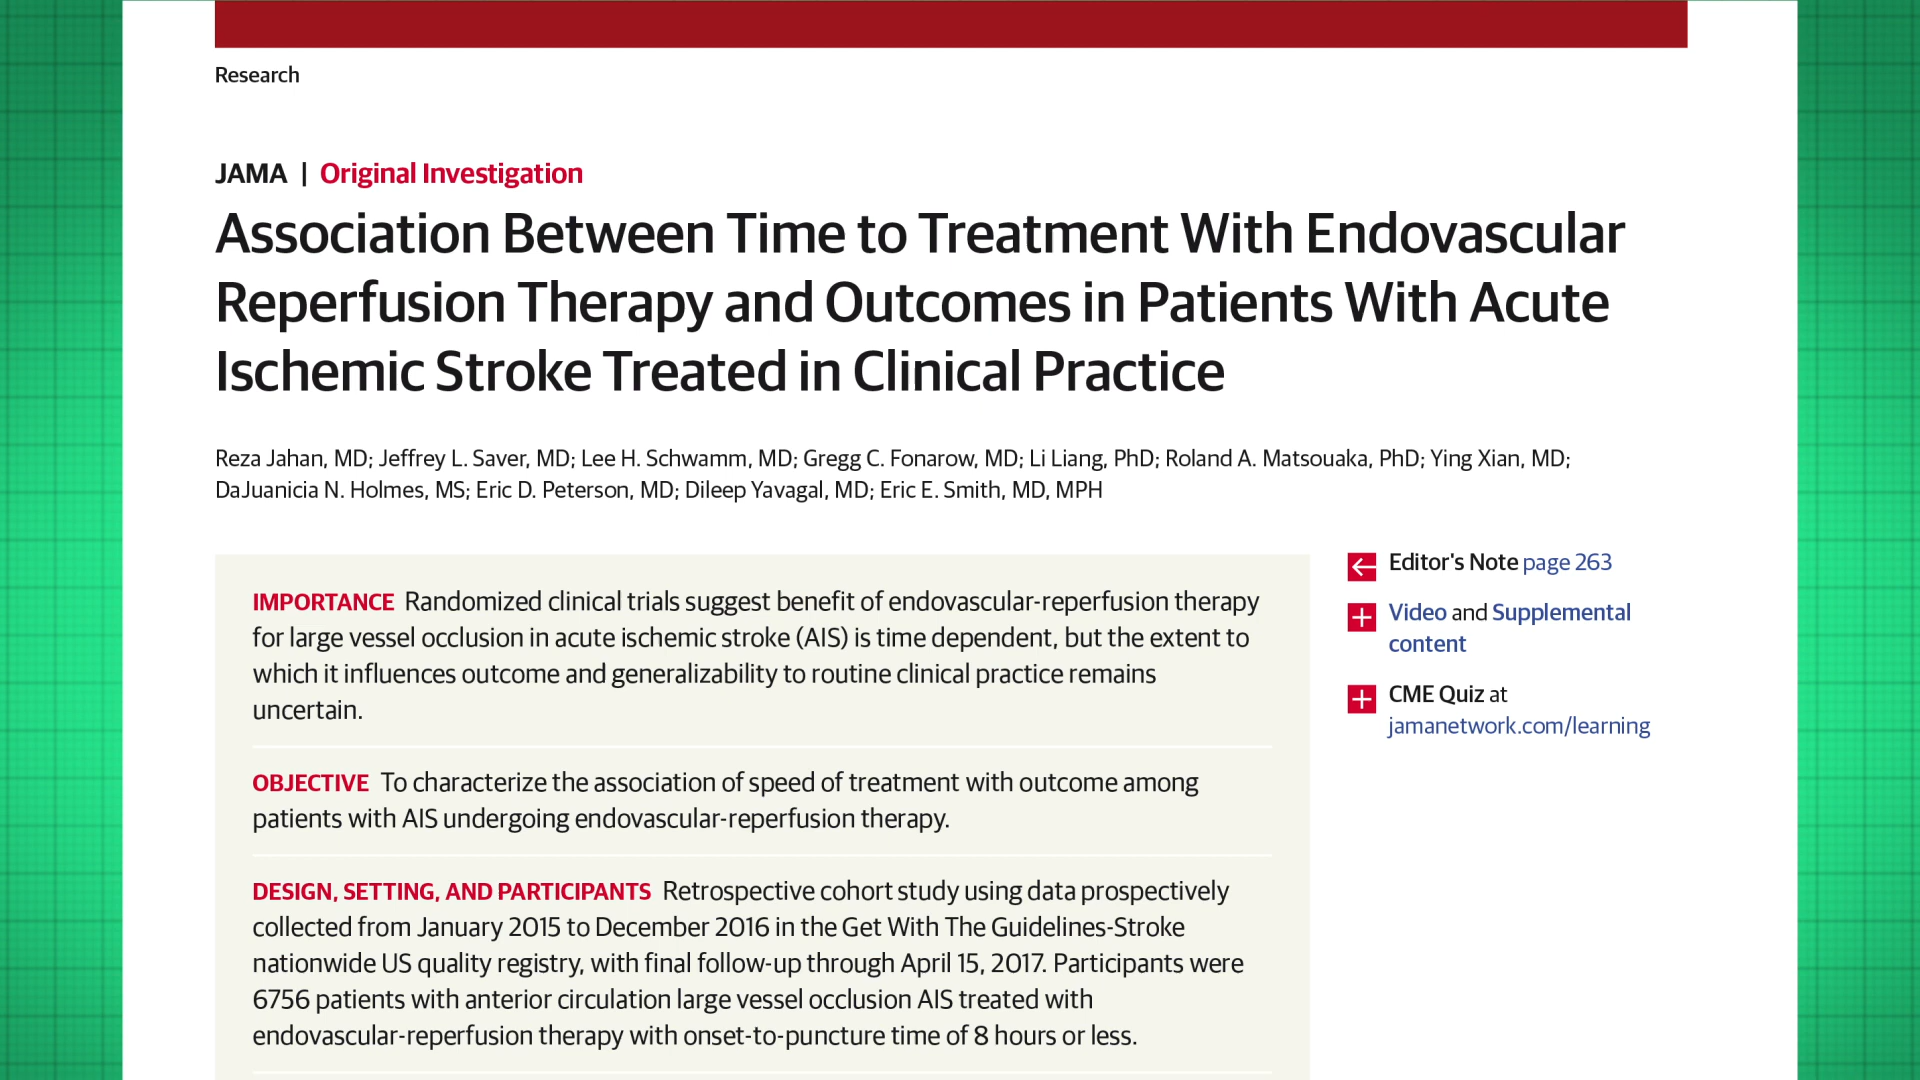 Research
JAMA | Original Investigation
Association Between Time to Treatment With Endovascular
Reperfusion Therapy and Outcomes in Patients With Acute
Ischemic Stroke Treated in Clinical Practice
Reza Jahan, MD; Jeffrey L. Saver, MD; Lee H. Schwamm, MD; Gregg C. Fonarow, MD; Li Liang, PhD; Roland A. Matsouaka, PhD; Ying Xian, MD;
DaJuanicia N. Holmes, MS; Eric D. Peterson, MD; Dileep Yavagal, MD; Eric E. Smith, MD, MPH
IMPORTANCE Randomized clinical trials suggest benefit of endovascular-reperfusion therapy
for large vessel occlusion in acute ischemic stroke (AIS) is time dependent, but the extent to
which it influences outcome and generalizability to routine clinical practice remains
uncertain.
OBJECTIVE To characterize the association of speed of treatment with outcome among
patients with AIS undergoing endovascular-reperfusion therapy.
DESIGN, SETTING, AND PARTICIPANTS Retrospective cohort study using data prospectively
collected from January 2015 to December 2016 in the Get With The Guidelines-Stroke
nationwide US quality registry, with final follow-up through April 15, 2017. Participants were
6756 patients with anterior circulation large vessel occlusion AIS treated with
endovascular-reperfusion therapy with onset-to-puncture time of 8 hours or less.
Editor's Note page 263
Video and Supplemental
content
CME Quiz at
jamanetwork.com/learning